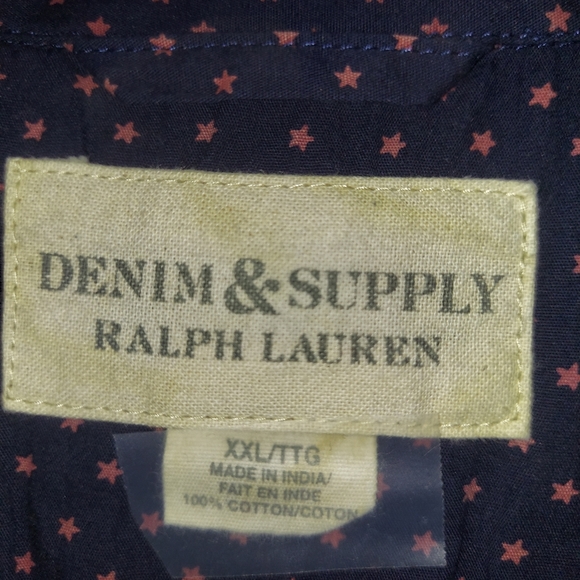 DENIM & SUPPLY
RALPH LAUREN
XXL/TTG
MADE IN INDIA/
FAIT EN INDE
100% COTTON/COTON